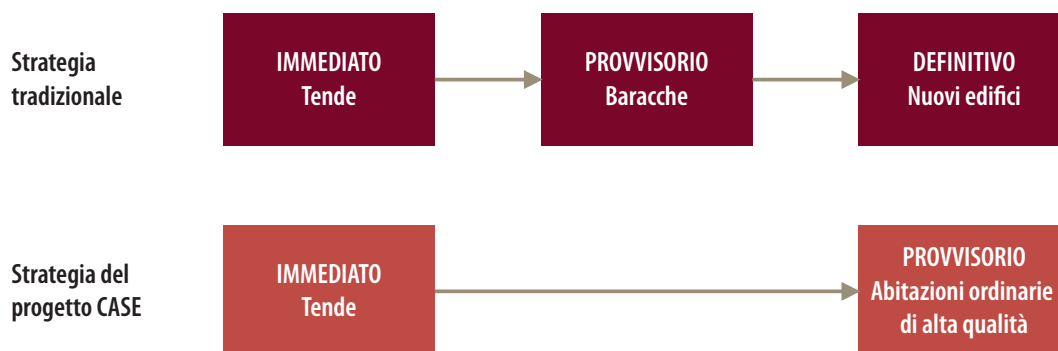 Strategia
tradizionale
IMMEDIATO
Tende
PROVVISORIO
Baracche
DEFINITIVO
Nuovi edifici
Strategia del
progetto CASE
IMMEDIATO
Tende
PROVVISORIO
Abitazioni ordinarie
di alta qualità